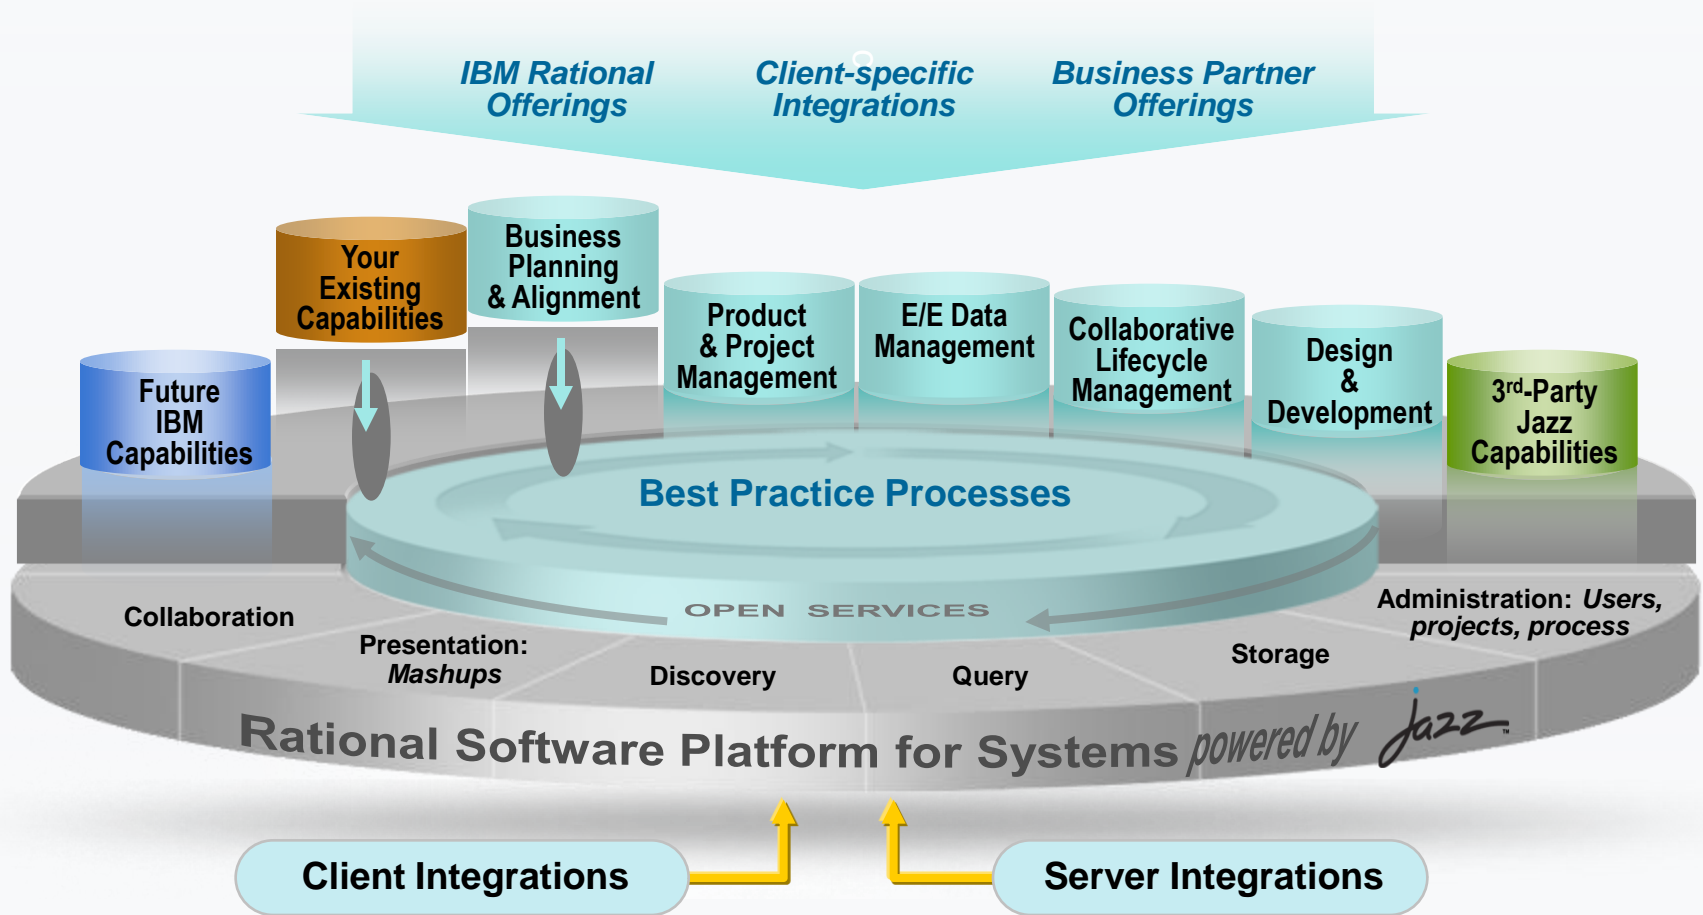 IBM Rational
Offerings
Client-specific
Integrations
Business Partner
Offerings
Your
Existing
Capabilities
Business
Planning
& Alignment
Product
& Project
Management
E/E Data
Management
Collaborative
Lifecycle
Management
Design
&
Development
Future
IBM
Capabilities
3rd-Party
Jazz
Capabilities
Best Practice Processes
OPEN SERVICES
Collaboration
Presentation:
Mashups
Discovery
Query
Storage
Administration: Users,
projects, process
Rational Software Platform for Systems powered by jazz™
Client Integrations
Server Integrations